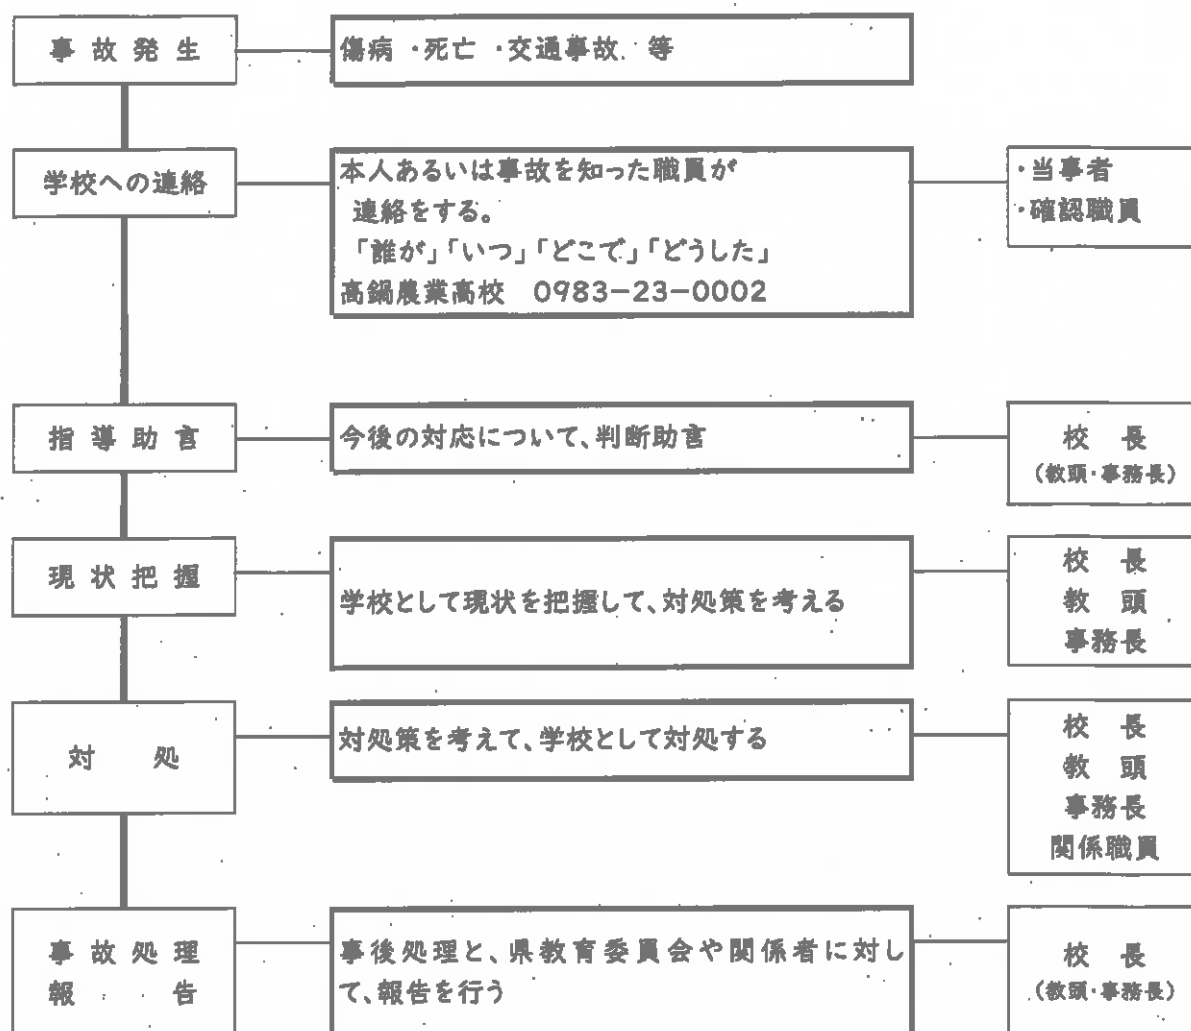 事故発生
傷病・死亡・交通事故 等
学校への連絡
本人あるいは事故を知った職員が
連絡をする。
「誰が」「いつ」「どこで」「どうした」
高鍋農業高校 0983-23-0002
・当事者
・確認職員
指導助言
今後の対応について、判断助言
校 長
(教頭・事務長)
現状把握
学校として現状を把握して、対処策を考える
校 長
教 頭
事務長
対 処
対処策を考えて、学校として対処する
校 長
教 頭
事務長
関係職員
事故処理
報 告
事後処理と、県教育委員会や関係者に対し
て、報告を行う
校 長
(教頭・事務長)